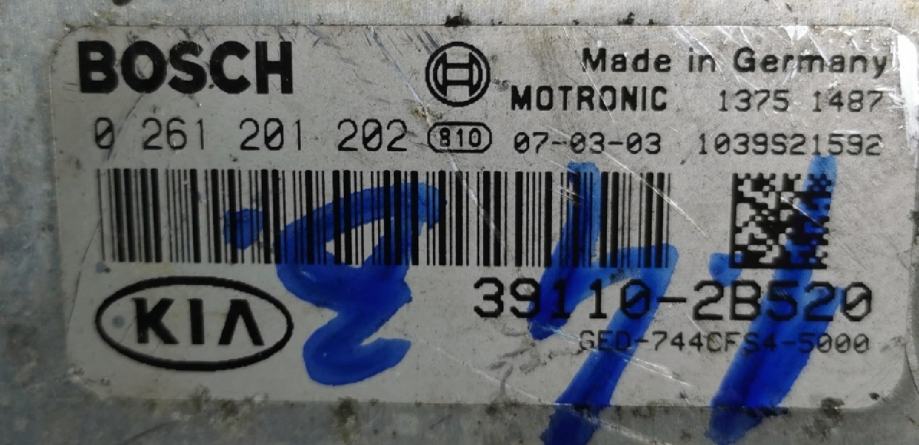 BOSCH Made in Germany
MOTRONIC 1375 1487
0 261 201 202 810 07-03-03 1039S21592
KIA 39110-2B520
GED-744CFS4-5000